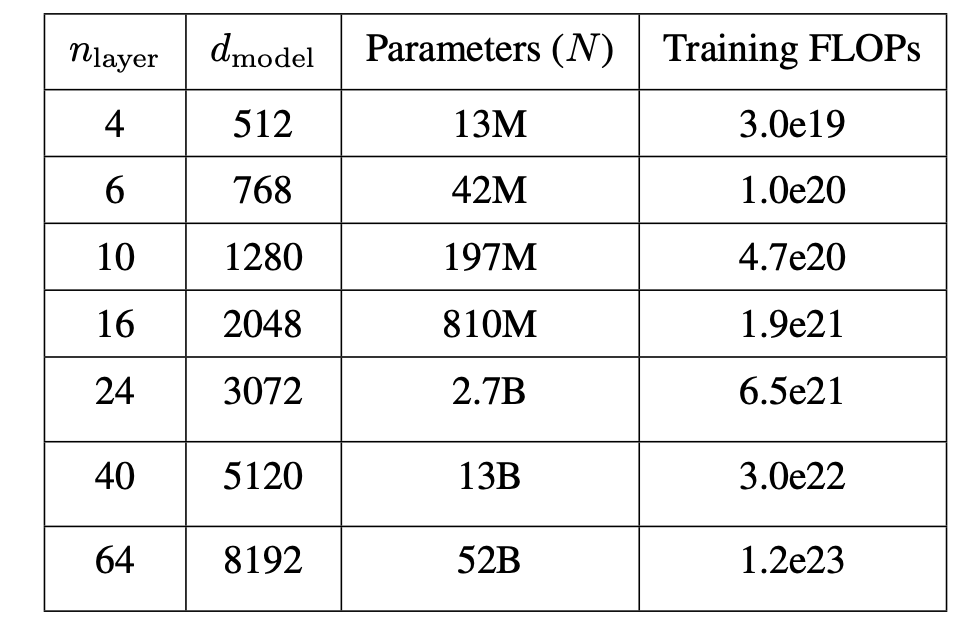 n_layer d_model Parameters (N) Training FLOPs
4 512 13M 3.0e19
6 768 42M 1.0e20
10 1280 197M 4.7e20
16 2048 810M 1.9e21
24 3072 2.7B 6.5e21
40 5120 13B 3.0e22
64 8192 52B 1.2e23